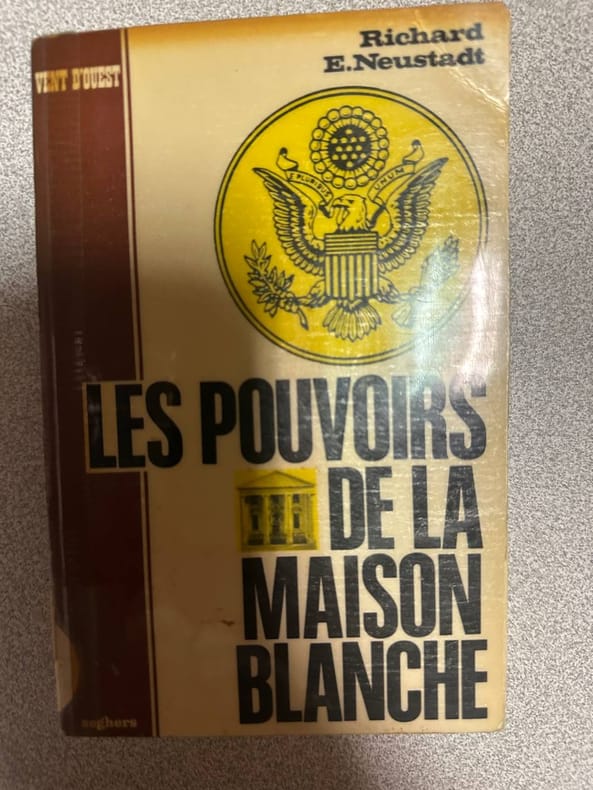 Richard
E.Neustadt
VENT D'OUEST
E PLURIBUS UNUM
LES POUVOIRS
DE LA
MAISON
BLANCHE
seghers